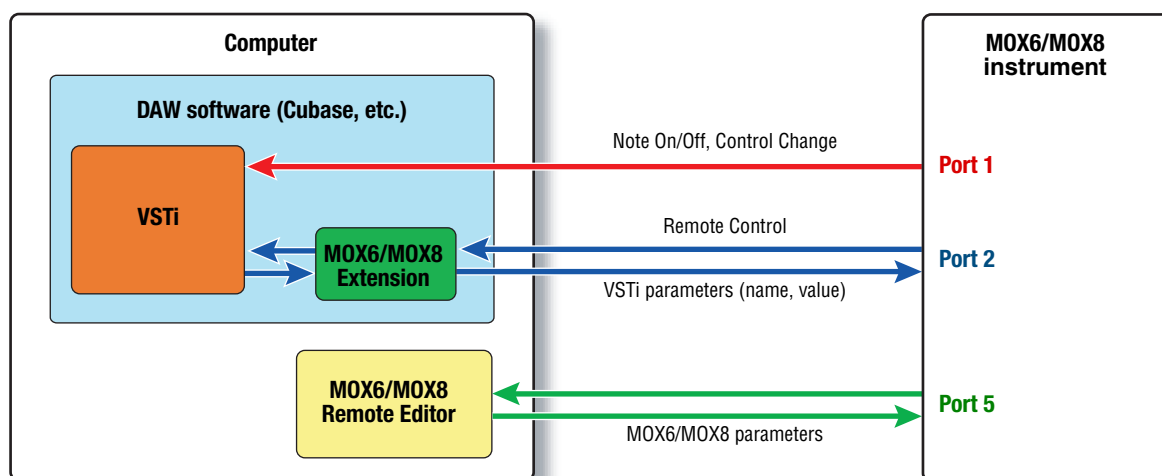 Computer
DAW software (Cubase, etc.)
VSTi
MOX6/MOX8
Extension
MOX6/MOX8
Remote Editor
Note On/Off, Control Change
Remote Control
VSTi parameters (name, value)
MOX6/MOX8 parameters
MOX6/MOX8
instrument
Port 1
Port 2
Port 5